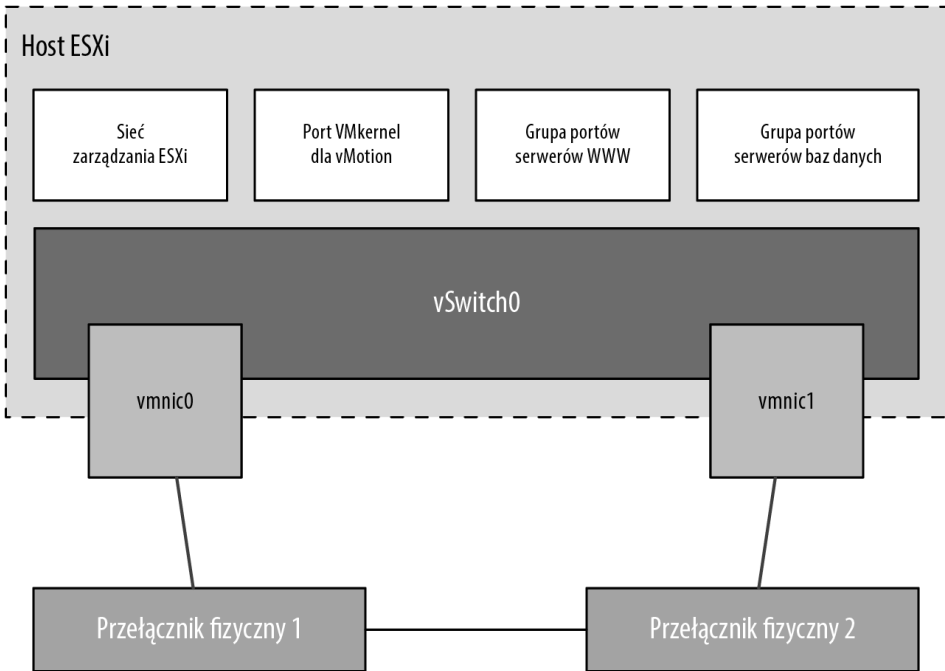 Host ESXi
Sieć
zarządzania ESXi
Port VMkernel
dla vMotion
Grupa portów
serwerów WWW
Grupa portów
serwerów baz danych
vSwitch0
vmnic0
vmnic1
Przełącznik fizyczny 1
Przełącznik fizyczny 2